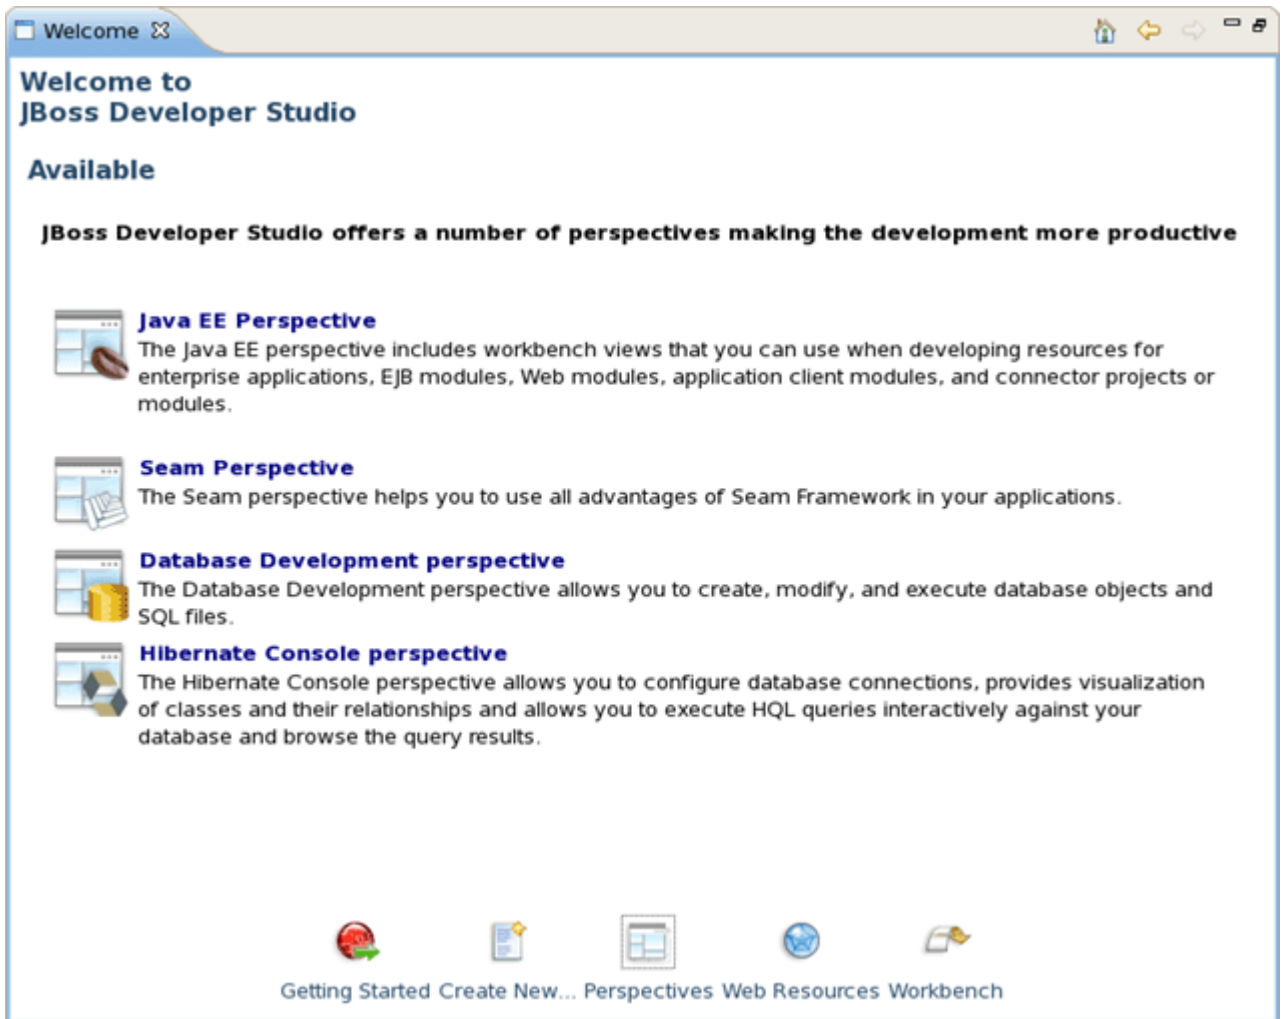 Welcome
Welcome to
JBoss Developer Studio
Available
JBoss Developer Studio offers a number of perspectives making the development more productive
Java EE Perspective
The Java EE perspective includes workbench views that you can use when developing resources for
enterprise applications, EJB modules, Web modules, application client modules, and connector projects or
modules.
Seam Perspective
The Seam perspective helps you to use all advantages of Seam Framework in your applications.
Database Development perspective
The Database Development perspective allows you to create, modify, and execute database objects and
SQL files.
Hibernate Console perspective
The Hibernate Console perspective allows you to configure database connections, provides visualization
of classes and their relationships and allows you to execute HQL queries interactively against your
database and browse the query results.
Getting Started Create New... Perspectives Web Resources Workbench